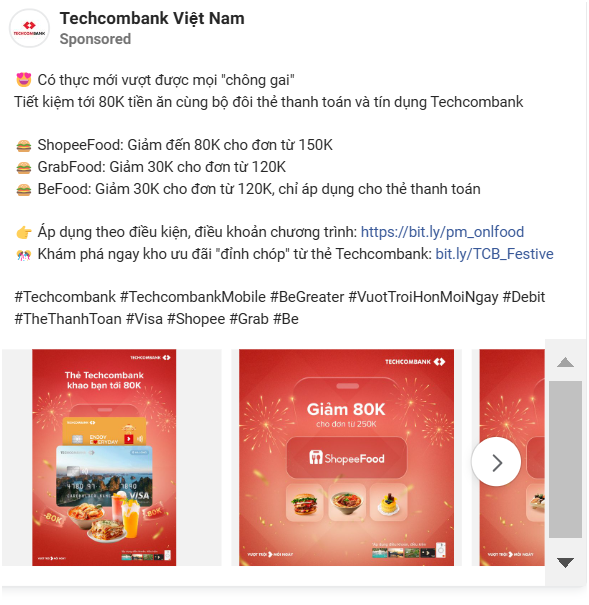 Techcombank Việt Nam
Sponsored
😍 Có thực mới vượt được mọi "chông gai"
Tiết kiệm tới 80K tiền ăn cùng bộ đôi thẻ thanh toán và tín dụng Techcombank
🍔 ShopeeFood: Giảm đến 80K cho đơn từ 150K
🍔 GrabFood: Giảm 30K cho đơn từ 120K
🍔 BeFood: Giảm 30K cho đơn từ 120K, chỉ áp dụng cho thẻ thanh toán
👉 Áp dụng theo điều kiện, điều khoản chương trình: https://bit.ly/pm_onlfood
🎊 Khám phá ngay kho ưu đãi "đỉnh chóp" từ thẻ Techcombank: bit.ly/TCB_Festive
#Techcombank #TechcombankMobile #BeGreater #VuotTroiHonMoiNgay #Debit
#TheThanhToan #Visa #Shopee #Grab #Be
TECHCOMBANK
Thẻ Techcombank
khao bạn tới 80K
TECHCOMBANK
ENJOY
EVERYDAY
VISA
-80K
-80K
VƯỢT TRỘI MỖI NGÀY
TECHCOMBANK
Giảm 80K
cho đơn từ 250K
ShopeeFood
VƯỢT TRỘI MỖI NGÀY
VƯỢT TRỘI MỖI NGÀY